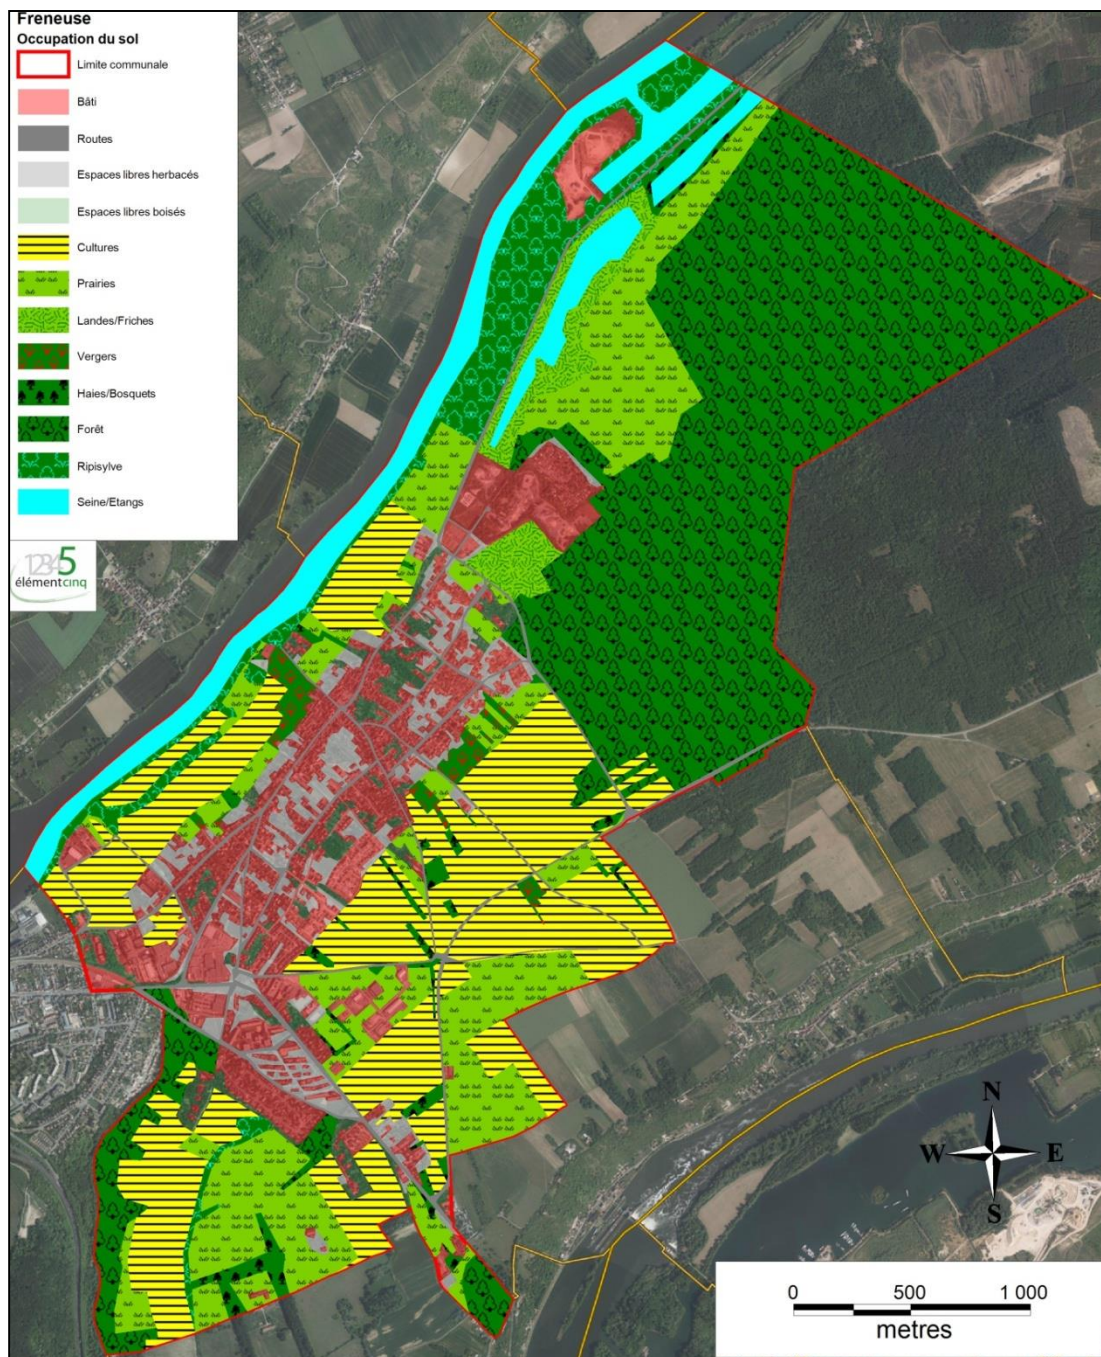 Freneuse
Occupation du sol
Limite communale
Bâti
Routes
Espaces libres herbacés
Espaces libres boisés
Cultures
Prairies
Landes/Friches
Vergers
Haies/Bosquets
Forêt
Ripisylve
Seine/Etangs
12345
élémentcinq
N
W E
S
0 500 1 000
metres